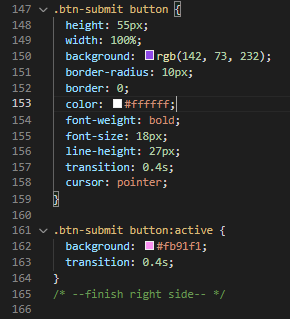 147 .btn-submit button {
148 height: 55px;
149 width: 100%;
150 background: rgb(142, 73, 232);
151 border-radius: 10px;
152 border: 0;
153 color: #ffffff;
154 font-weight: bold;
155 font-size: 18px;
156 line-height: 27px;
157 transition: 0.4s;
158 cursor: pointer;
159 }
160
161 .btn-submit button:active {
162 background: #fb91f1;
163 transition: 0.4s;
164 }
165 /* --finish right side-- */
166